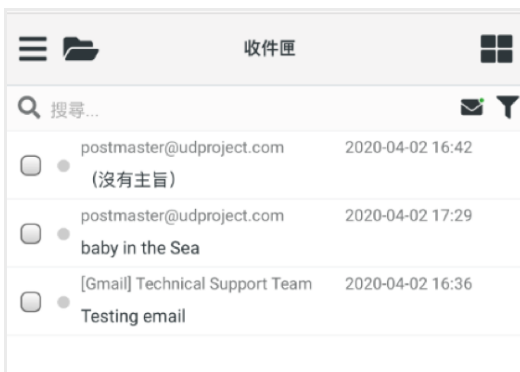 收件匣
搜尋...
postmaster@udproject.com 2020-04-02 16:42
（沒有主旨）
postmaster@udproject.com 2020-04-02 17:29
baby in the Sea
[Gmail] Technical Support Team 2020-04-02 16:36
Testing email